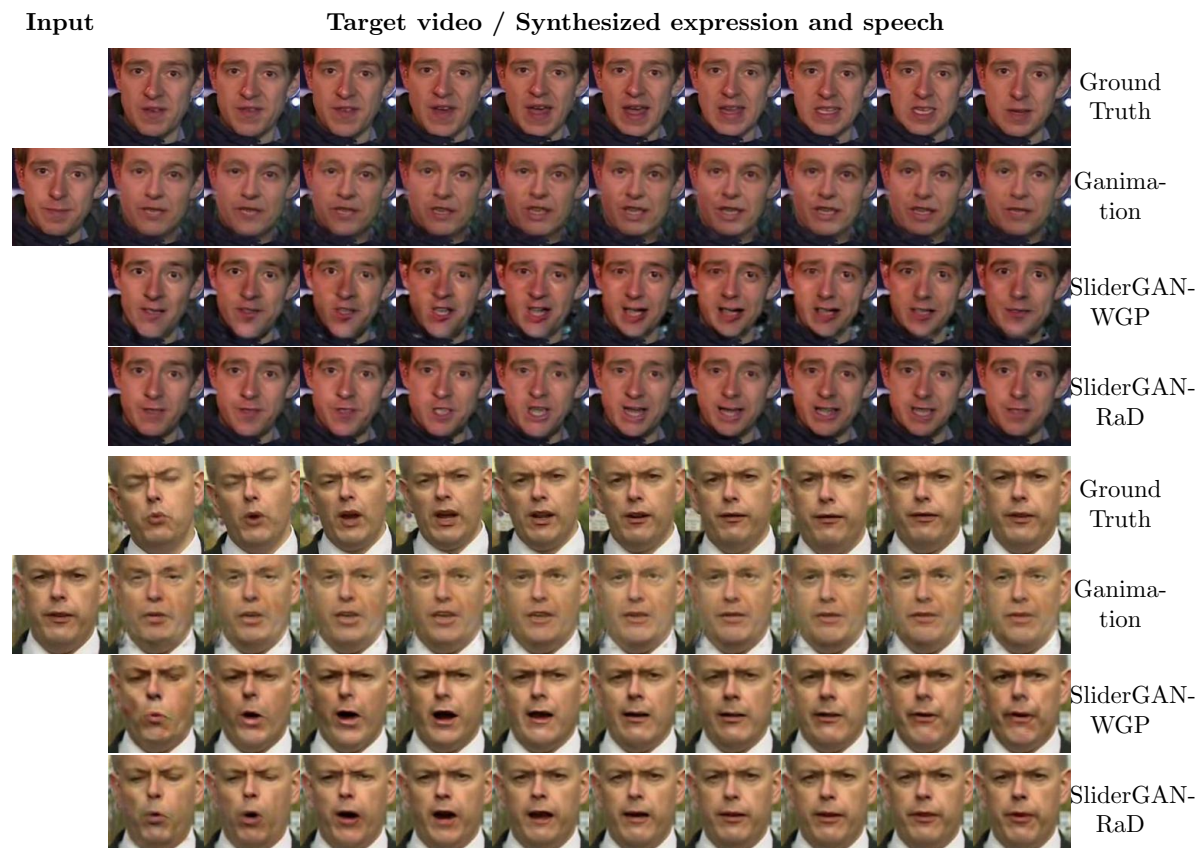 Input Target video / Synthesized expression and speech
Ground
Truth
Ganima-
tion
SliderGAN-
WGP
SliderGAN-
RaD
Ground
Truth
Ganima-
tion
SliderGAN-
WGP
SliderGAN-
RaD